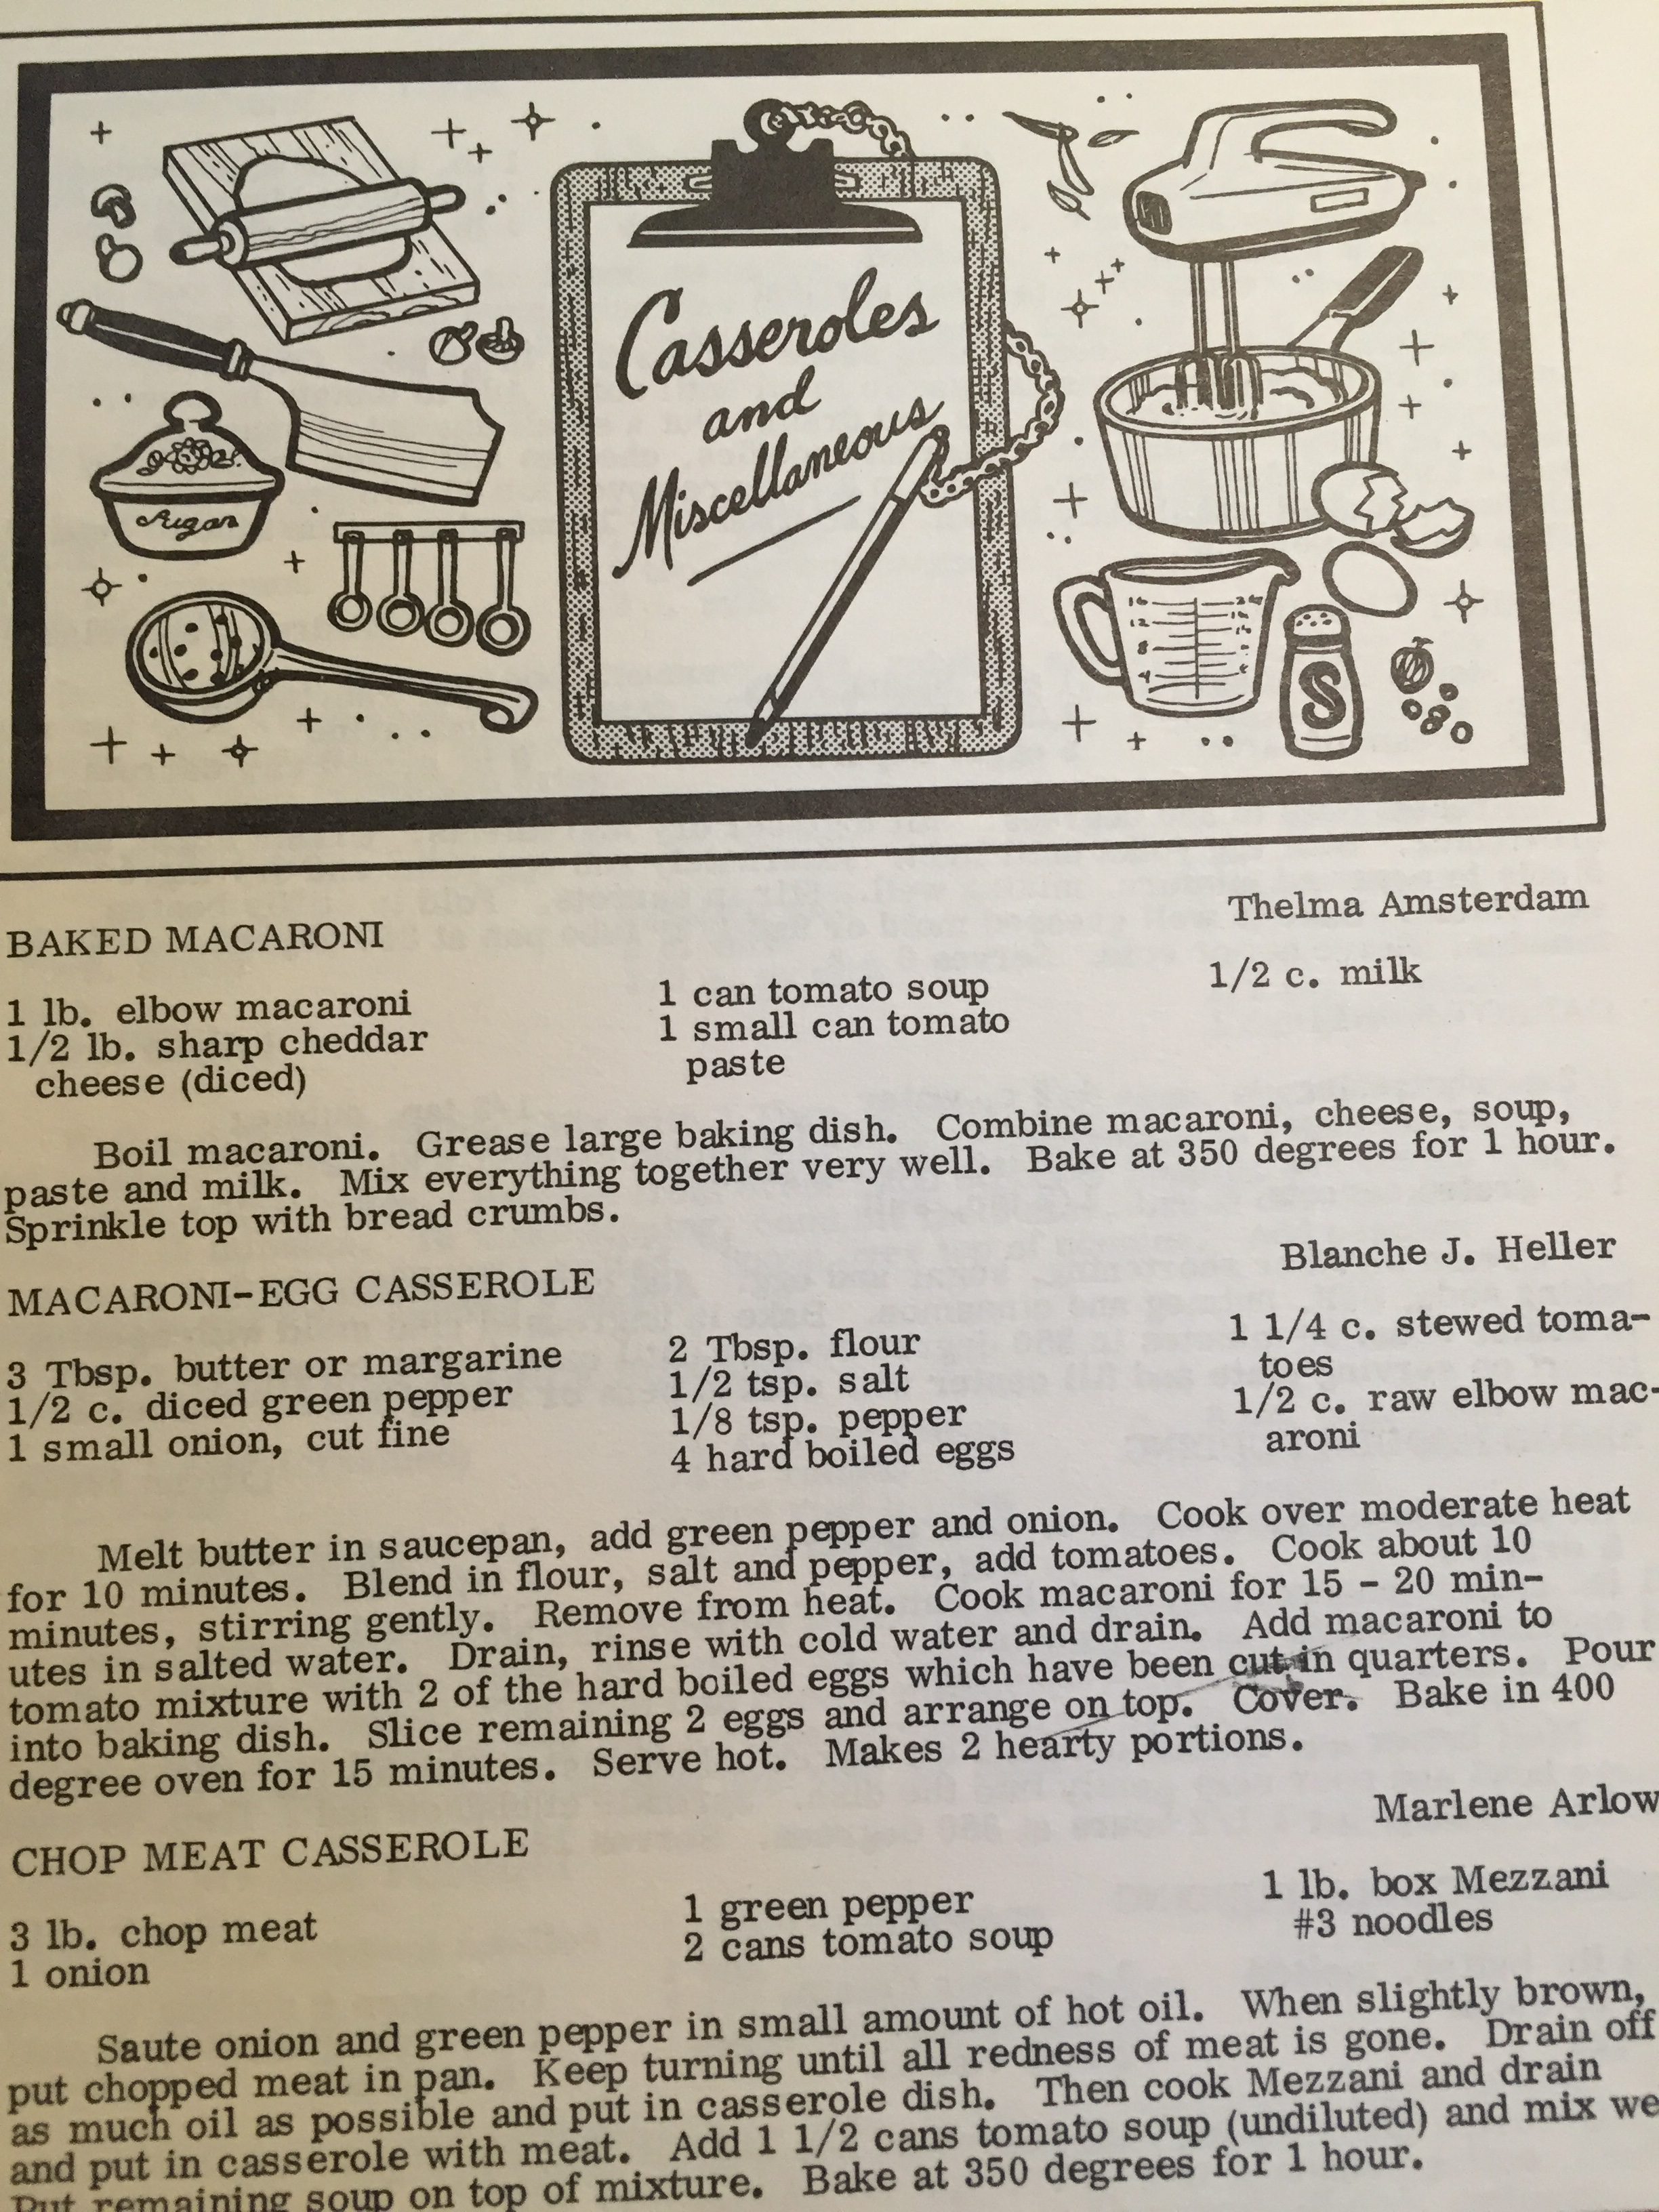 Casseroles
and
Miscellaneous
Sugar
S
16
12
8
4
Thelma Amsterdam
BAKED MACARONI
1 lb. elbow macaroni
1/2 lb. sharp cheddar
cheese (diced)
1 can tomato soup
1 small can tomato
paste
1/2 c. milk
Boil macaroni. Grease large baking dish. Combine macaroni, cheese, soup,
paste and milk. Mix everything together very well. Bake at 350 degrees for 1 hour.
Sprinkle top with bread crumbs.
Blanche J. Heller
MACARONI-EGG CASSEROLE
3 Tbsp. butter or margarine
1/2 c. diced green pepper
1 small onion, cut fine
2 Tbsp. flour
1/2 tsp. salt
1/8 tsp. pepper
4 hard boiled eggs
1 1/4 c. stewed toma-
toes
1/2 c. raw elbow mac-
aroni
Melt butter in saucepan, add green pepper and onion. Cook over moderate heat
for 10 minutes. Blend in flour, salt and pepper, add tomatoes. Cook about 10
minutes, stirring gently. Remove from heat. Cook macaroni for 15 - 20 min-
utes in salted water. Drain, rinse with cold water and drain. Add macaroni to
tomato mixture with 2 of the hard boiled eggs which have been cut in quarters. Pour
into baking dish. Slice remaining 2 eggs and arrange on top. Cover. Bake in 400
degree oven for 15 minutes. Serve hot. Makes 2 hearty portions.
Marlene Arlow
CHOP MEAT CASSEROLE
3 lb. chop meat
1 onion
1 green pepper
2 cans tomato soup
1 lb. box Mezzani
#3 noodles
Saute onion and green pepper in small amount of hot oil. When slightly brown,
put chopped meat in pan. Keep turning until all redness of meat is gone. Drain off
as much oil as possible and put in casserole dish. Then cook Mezzani and drain
and put in casserole with meat. Add 1 1/2 cans tomato soup (undiluted) and mix we
Put remaining soup on top of mixture. Bake at 350 degrees for 1 hour.